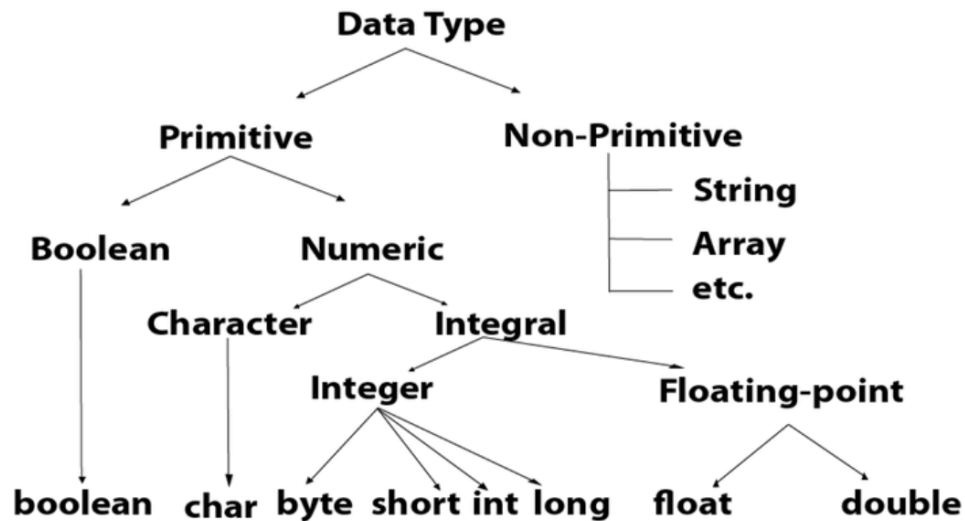 Data Type
Primitive
Non-Primitive
String
Array
etc.
Boolean
Numeric
Character
Integral
Integer
Floating-point
boolean
char
byte
short
int
long
float
double